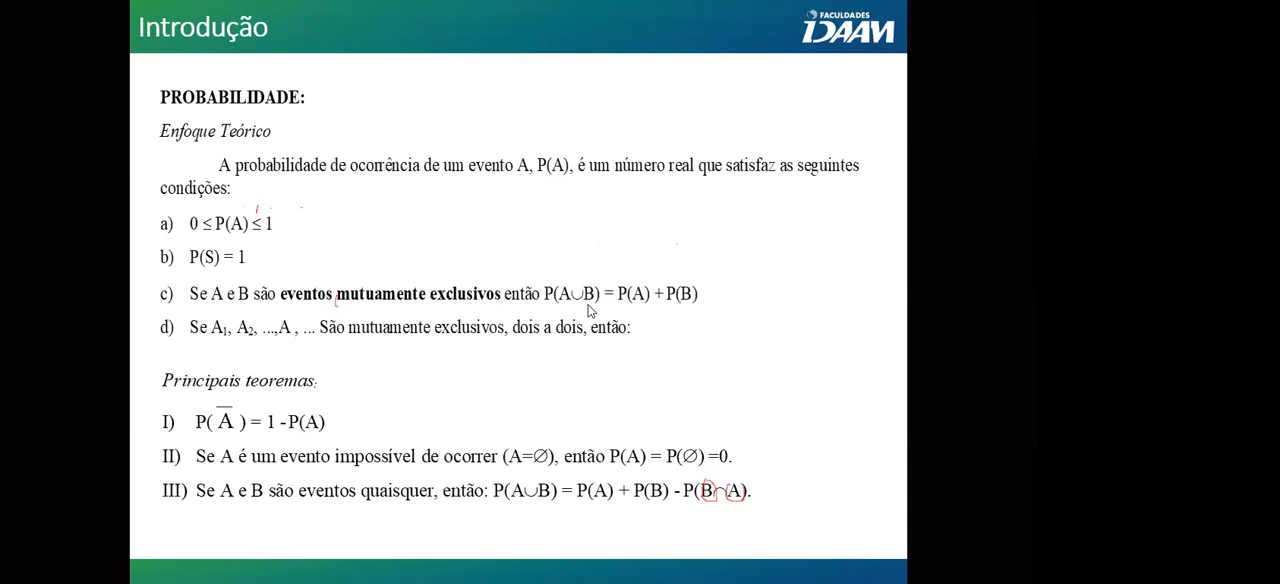 Introdução
FACULDADES
IDAAM
PROBABILIDADE:
Enfoque Teórico
A probabilidade de ocorrência de um evento A, P(A), é um número real que satisfaz as seguintes
condições:
a) 0 ≤ P(A) ≤ 1
b) P(S) = 1
c) Se A e B são eventos mutuamente exclusivos então P(A∪B) = P(A) + P(B)
d) Se A₁, A₂, ...,A , ... São mutuamente exclusivos, dois a dois, então:
Principais teoremas:
I) P( A̅ ) = 1 - P(A)
II) Se A é um evento impossível de ocorrer (A=∅), então P(A) = P(∅) =0.
III) Se A e B são eventos quaisquer, então: P(A∪B) = P(A) + P(B) - P(B∩A).